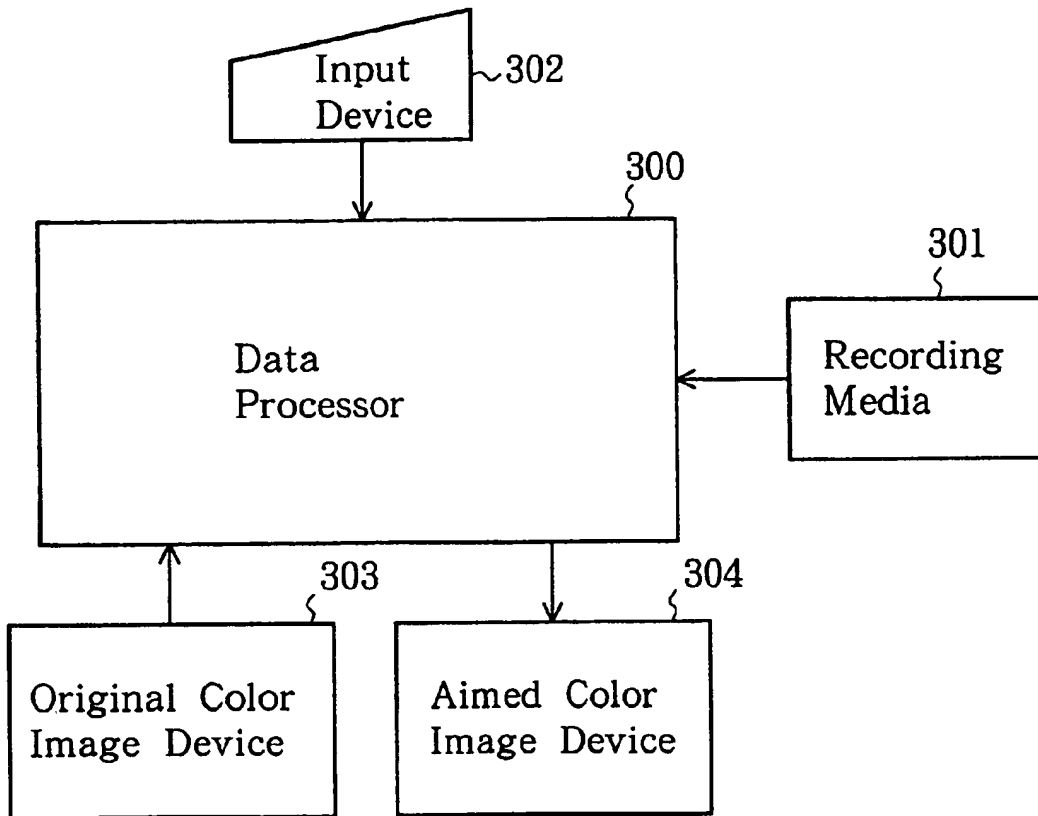 Input
Device
302
300
Data
Processor
301
Recording
Media
303
Original Color
Image Device
304
Aimed Color
Image Device